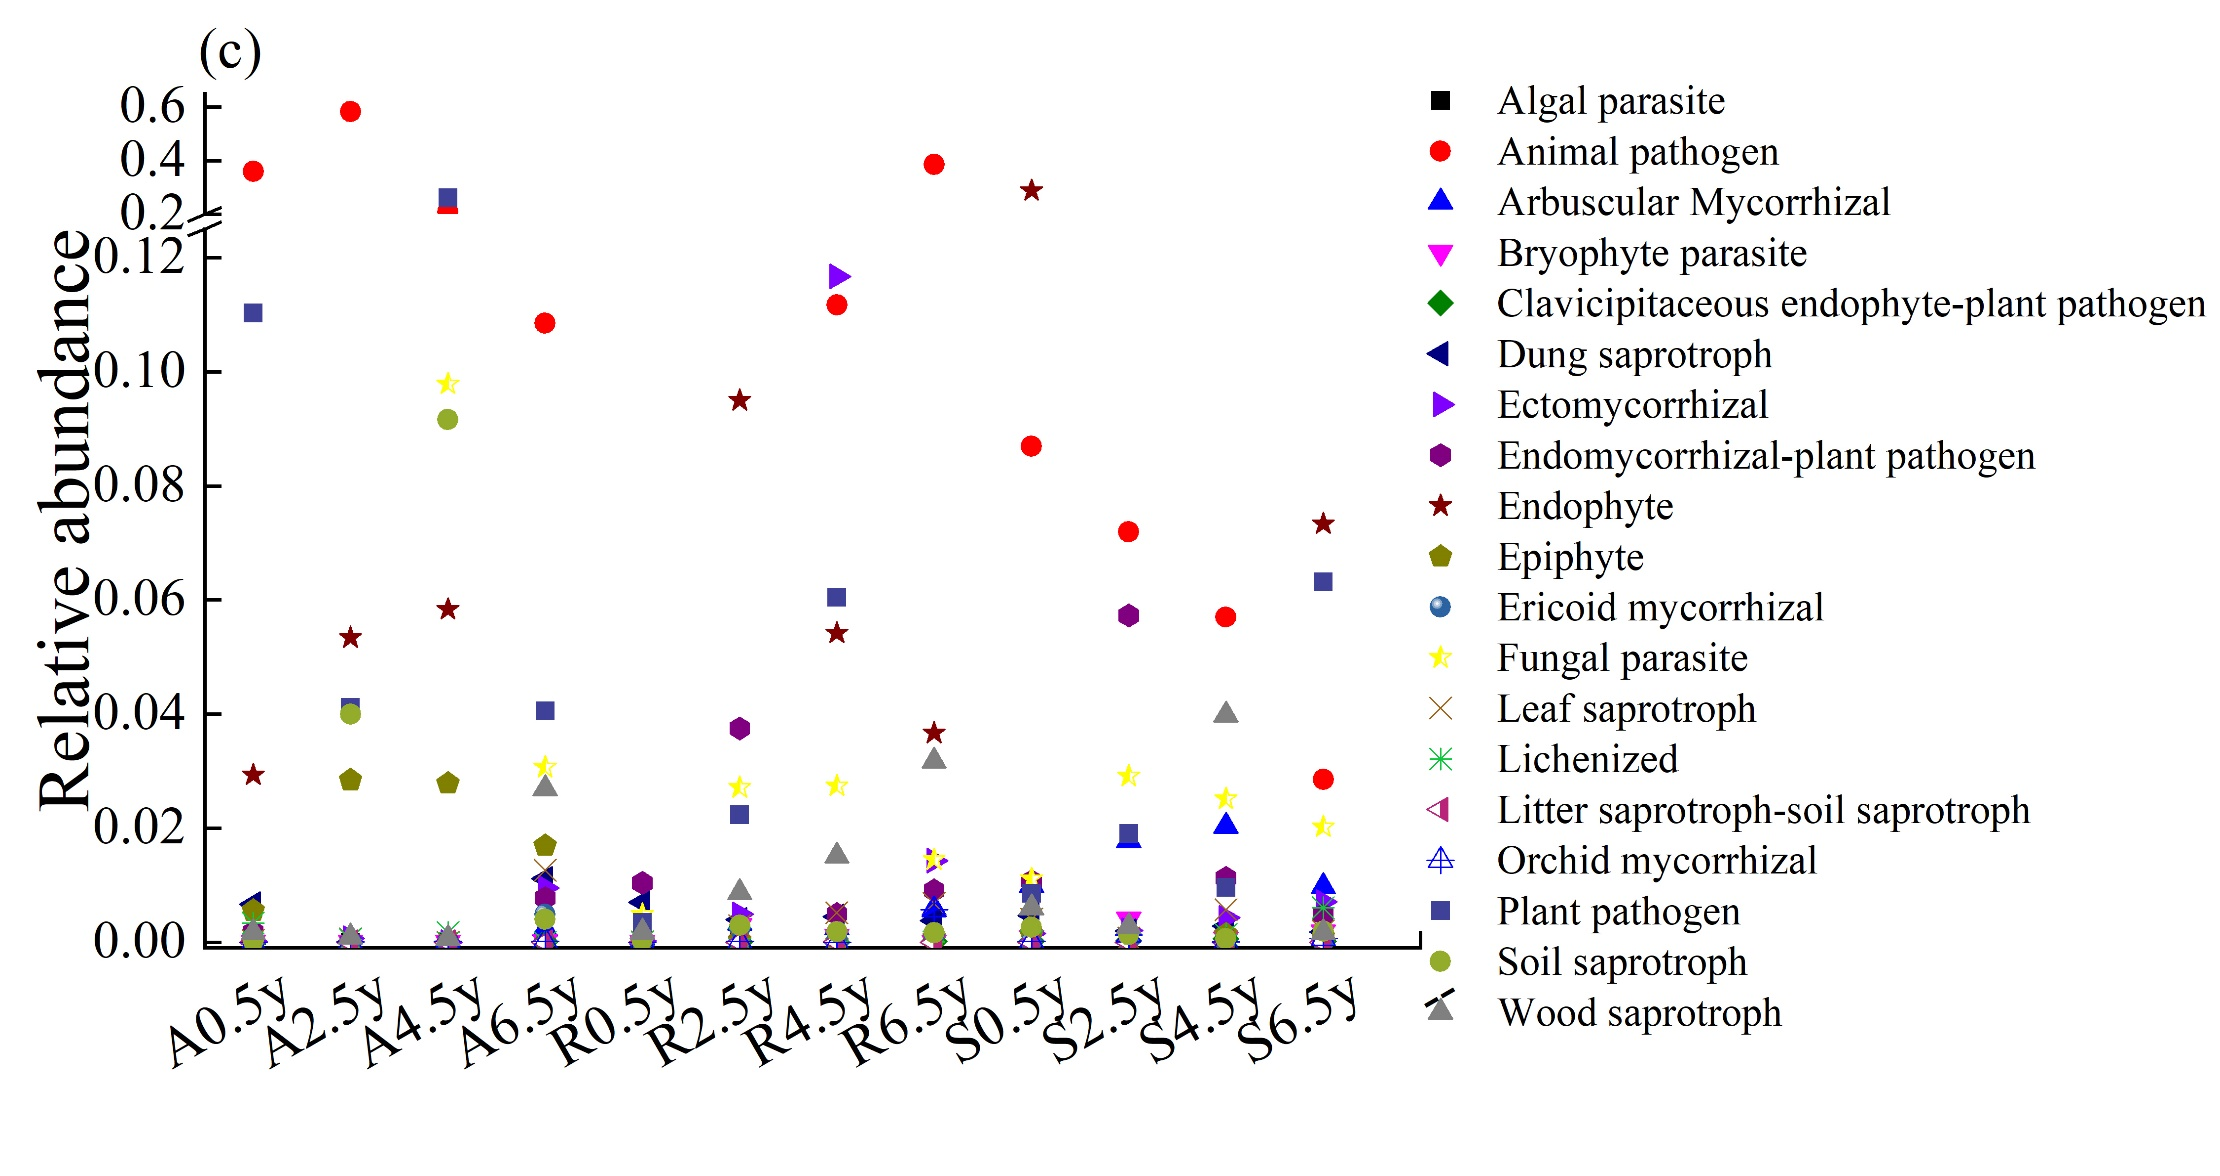 (c)
Relative abundance
0.6
0.4
0.2
0.12
0.10
0.08
0.06
0.04
0.02
0.00
A0.5y
A2.5y
A4.5y
A6.5y
R0.5y
R2.5y
R4.5y
R6.5y
S0.5y
S2.5y
S4.5y
S6.5y
Algal parasite
Animal pathogen
Arbuscular Mycorrhizal
Bryophyte parasite
Clavicipitaceous endophyte-plant pathogen
Dung saprotroph
Ectomycorrhizal
Endomycorrhizal-plant pathogen
Endophyte
Epiphyte
Ericoid mycorrhizal
Fungal parasite
Leaf saprotroph
Lichenized
Litter saprotroph-soil saprotroph
Orchid mycorrhizal
Plant pathogen
Soil saprotroph
Wood saprotroph